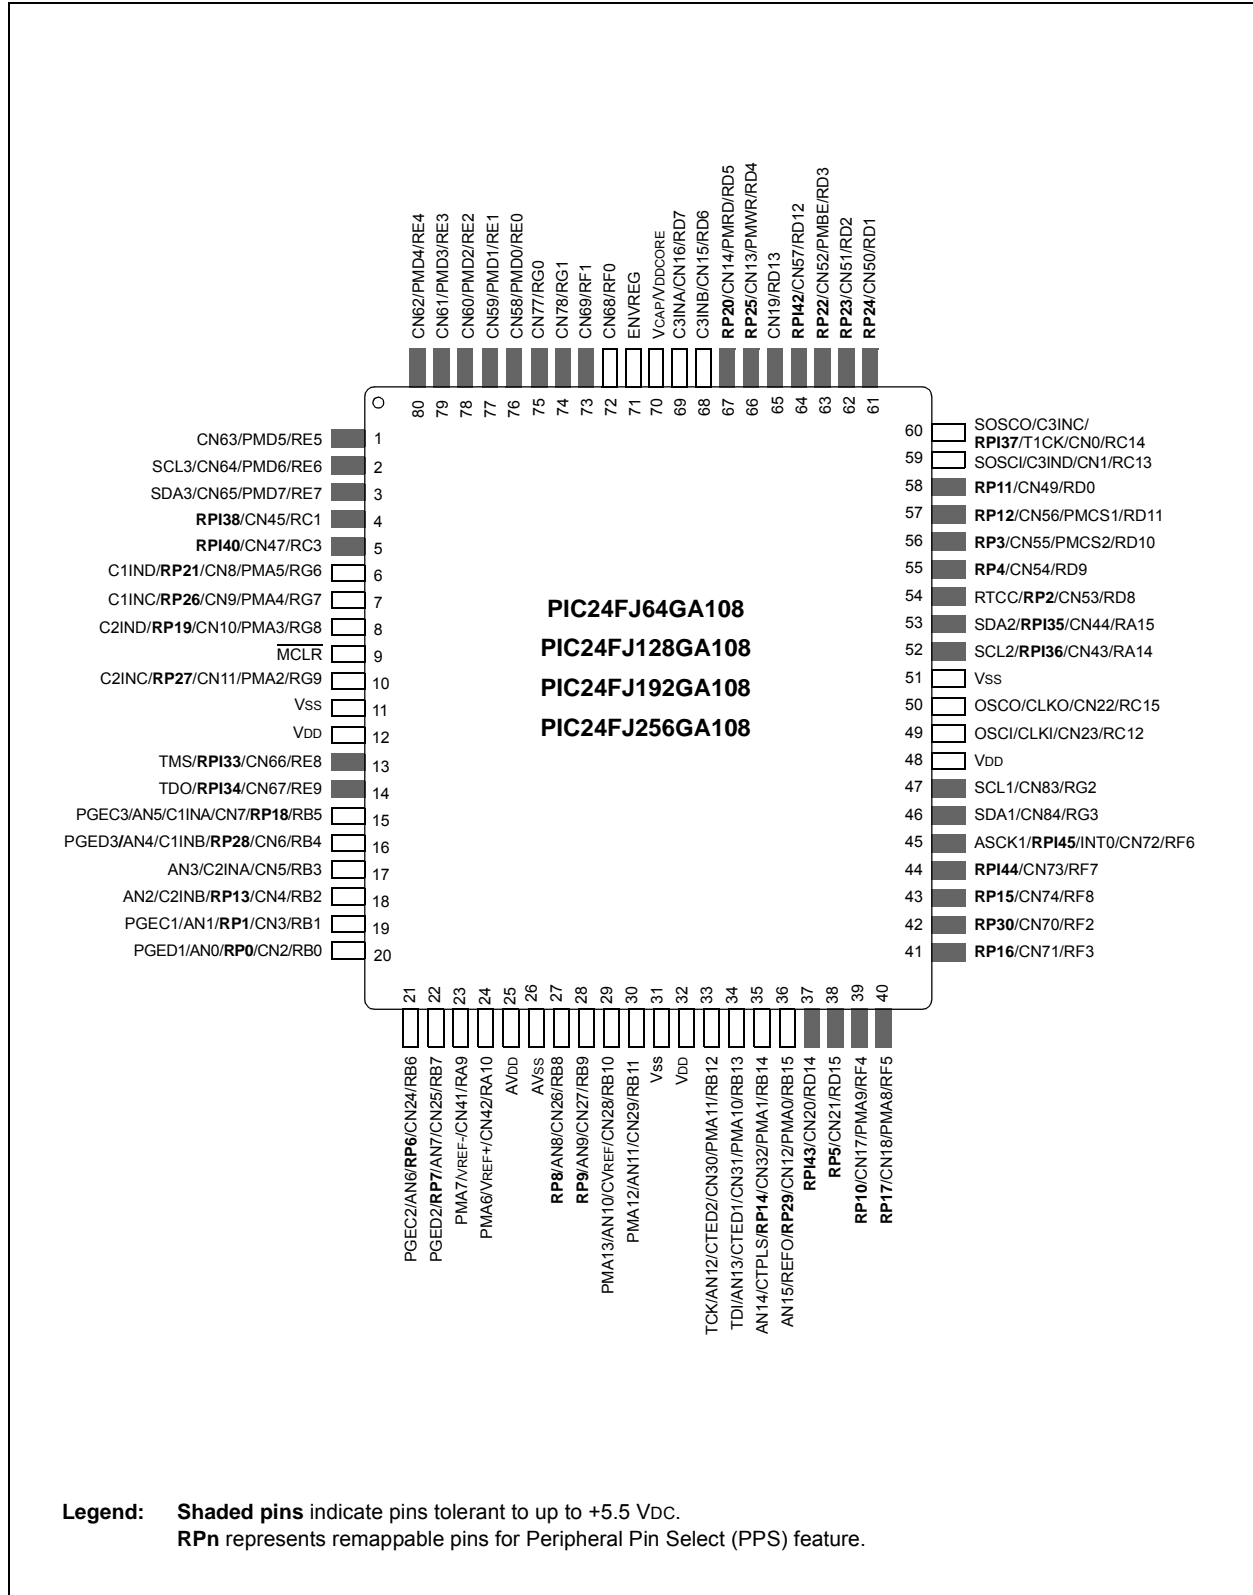 CN62/PMD4/RE4
CN61/PMD3/RE3
CN60/PMD2/RE2
CN59/PMD1/RE1
CN58/PMD0/RE0
CN77/RG0
CN78/RG1
CN69/RF1
CN68/RF0
ENVREG
VCAP/VDDCORE
C3INA/CN16/RD7
C3INB/CN15/RD6
RP20/CN14/PMRD/RD5
RP25/CN13/PMWR/RD4
CN19/RD13
RPI42/CN57/RD12
RP22/CN52/PMBE/RD3
RP23/CN51/RD2
RP24/CN50/RD1
80 79 78 77 76 75 74 73 72 71 70 69 68 67 66 65 64 63 62 61
CN63/PMD5/RE5 1
SCL3/CN64/PMD6/RE6 2
SDA3/CN65/PMD7/RE7 3
RPI38/CN45/RC1 4
RPI40/CN47/RC3 5
C1IND/RP21/CN8/PMA5/RG6 6
C1INC/RP26/CN9/PMA4/RG7 7
C2IND/RP19/CN10/PMA3/RG8 8
MCLR 9
C2INC/RP27/CN11/PMA2/RG9 10
VSS 11
VDD 12
TMS/RPI33/CN66/RE8 13
TDO/RPI34/CN67/RE9 14
PGEC3/AN5/C1INA/CN7/RP18/RB5 15
PGED3/AN4/C1INB/RP28/CN6/RB4 16
AN3/C2INA/CN5/RB3 17
AN2/C2INB/RP13/CN4/RB2 18
PGEC1/AN1/RP1/CN3/RB1 19
PGED1/AN0/RP0/CN2/RB0 20
PIC24FJ64GA108
PIC24FJ128GA108
PIC24FJ192GA108
PIC24FJ256GA108
60 SOSCO/C3INC/
RPI37/T1CK/CN0/RC14
59 SOSCI/C3IND/CN1/RC13
58 RP11/CN49/RD0
57 RP12/CN56/PMCS1/RD11
56 RP3/CN55/PMCS2/RD10
55 RP4/CN54/RD9
54 RTCC/RP2/CN53/RD8
53 SDA2/RPI35/CN44/RA15
52 SCL2/RPI36/CN43/RA14
51 VSS
50 OSCO/CLKO/CN22/RC15
49 OSCI/CLKI/CN23/RC12
48 VDD
47 SCL1/CN83/RG2
46 SDA1/CN84/RG3
45 ASCK1/RPI45/INT0/CN72/RF6
44 RPI44/CN73/RF7
43 RP15/CN74/RF8
42 RP30/CN70/RF2
41 RP16/CN71/RF3
21 22 23 24 25 26 27 28 29 30 31 32 33 34 35 36 37 38 39 40
PGEC2/AN6/RP6/CN24/RB6
PGED2/RP7/AN7/CN25/RB7
PMA7/VREF-/CN41/RA9
PMA6/VREF+/CN42/RA10
AVDD
AVSS
RP8/AN8/CN26/RB8
RP9/AN9/CN27/RB9
PMA13/AN10/CVREF/CN28/RB10
PMA12/AN11/CN29/RB11
VSS
VDD
TCK/AN12/CTED2/CN30/PMA11/RB12
TDI/AN13/CTED1/CN31/PMA10/RB13
AN14/CTPLS/RP14/CN32/PMA1/RB14
AN15/REFO/RP29/CN12/PMA0/RB15
RPI43/CN20/RD14
RP5/CN21/RD15
RP10/CN17/PMA9/RF4
RP17/CN18/PMA8/RF5
Legend: Shaded pins indicate pins tolerant to up to +5.5 VDC.
RPn represents remappable pins for Peripheral Pin Select (PPS) feature.